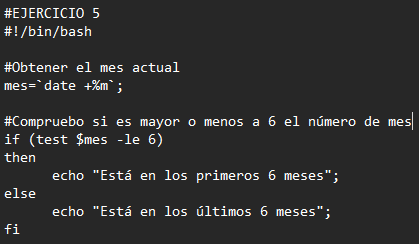 #EJERCICIO 5
#!/bin/bash
#Obtener el mes actual
mes=`date +%m`;
#Compruebo si es mayor o menos a 6 el número de mes
if (test $mes -le 6)
then
echo "Está en los primeros 6 meses";
else
echo "Está en los últimos 6 meses";
fi